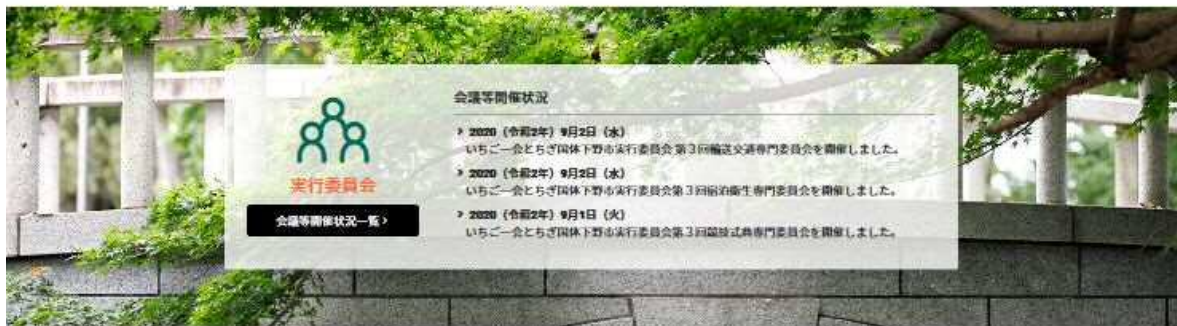 実行委員会
会議等開催状況一覧 >
会議等開催状況
> 2020（令和2年）9月2日（水）
いちご一会とちぎ国体下野市実行委員会 第3回輸送交通専門委員会を開催しました。
> 2020（令和2年）9月2日（水）
いちご一会とちぎ国体下野市実行委員会第3回宿泊衛生専門委員会を開催しました。
> 2020（令和2年）9月1日（火）
いちご一会とちぎ国体下野市実行委員会第3回競技式典専門委員会を開催しました。